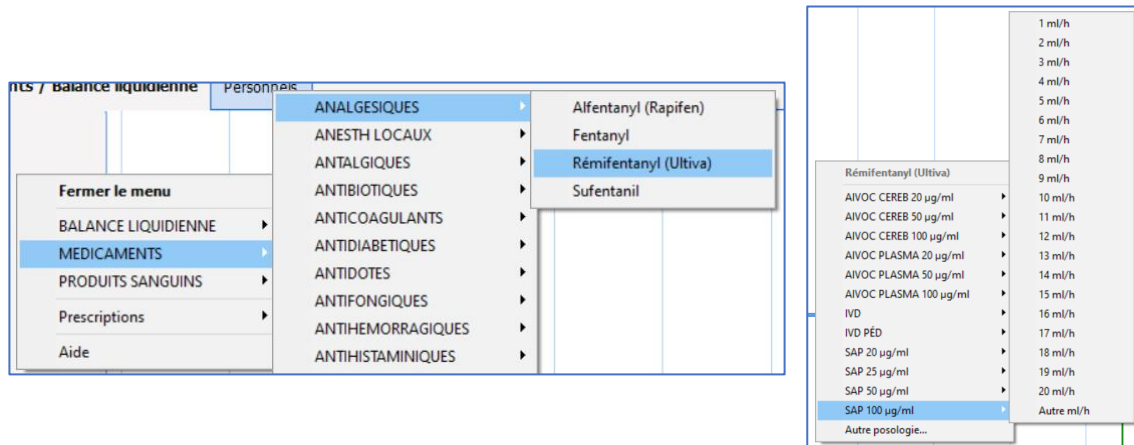 nts / Balance liquidienne
Personnels
Fermer le menu
BALANCE LIQUIDIENNE
MEDICAMENTS
PRODUITS SANGUINS
Prescriptions
Aide
ANALGESIQUES
ANESTH LOCAUX
ANTALGIQUES
ANTIBIOTIQUES
ANTICOAGULANTS
ANTIDIABETIQUES
ANTIDOTES
ANTIFONGIQUES
ANTIHEMORRAGIQUES
ANTIHISTAMINIQUES
Alfentanyl (Rapifen)
Fentanyl
Rémifentanyl (Ultiva)
Sufentanil
Rémifentanyl (Ultiva)
AIVOC CEREB 20 µg/ml
AIVOC CEREB 50 µg/ml
AIVOC CEREB 100 µg/ml
AIVOC PLASMA 20 µg/ml
AIVOC PLASMA 50 µg/ml
AIVOC PLASMA 100 µg/ml
IVD
IVD PÉD
SAP 20 µg/ml
SAP 25 µg/ml
SAP 50 µg/ml
SAP 100 µg/ml
Autre posologie...
1 ml/h
2 ml/h
3 ml/h
4 ml/h
5 ml/h
6 ml/h
7 ml/h
8 ml/h
9 ml/h
10 ml/h
11 ml/h
12 ml/h
13 ml/h
14 ml/h
15 ml/h
16 ml/h
17 ml/h
18 ml/h
19 ml/h
20 ml/h
Autre ml/h